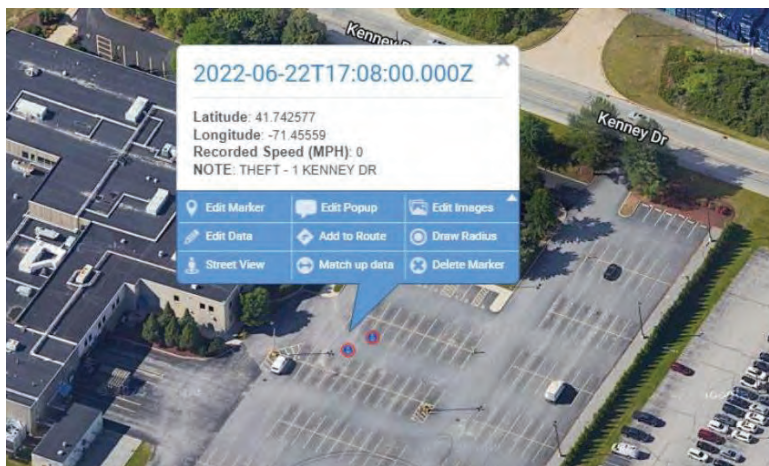 Kenney
2022-06-22T17:08:00.000Z
×
Latitude: 41.742577
Longitude: -71.45559
Recorded Speed (MPH): 0
NOTE: THEFT - 1 KENNEY DR
Kenney Dr
Edit Marker Edit Popup Edit Images
Edit Data Add to Route Draw Radius
Street View Match up data Delete Marker